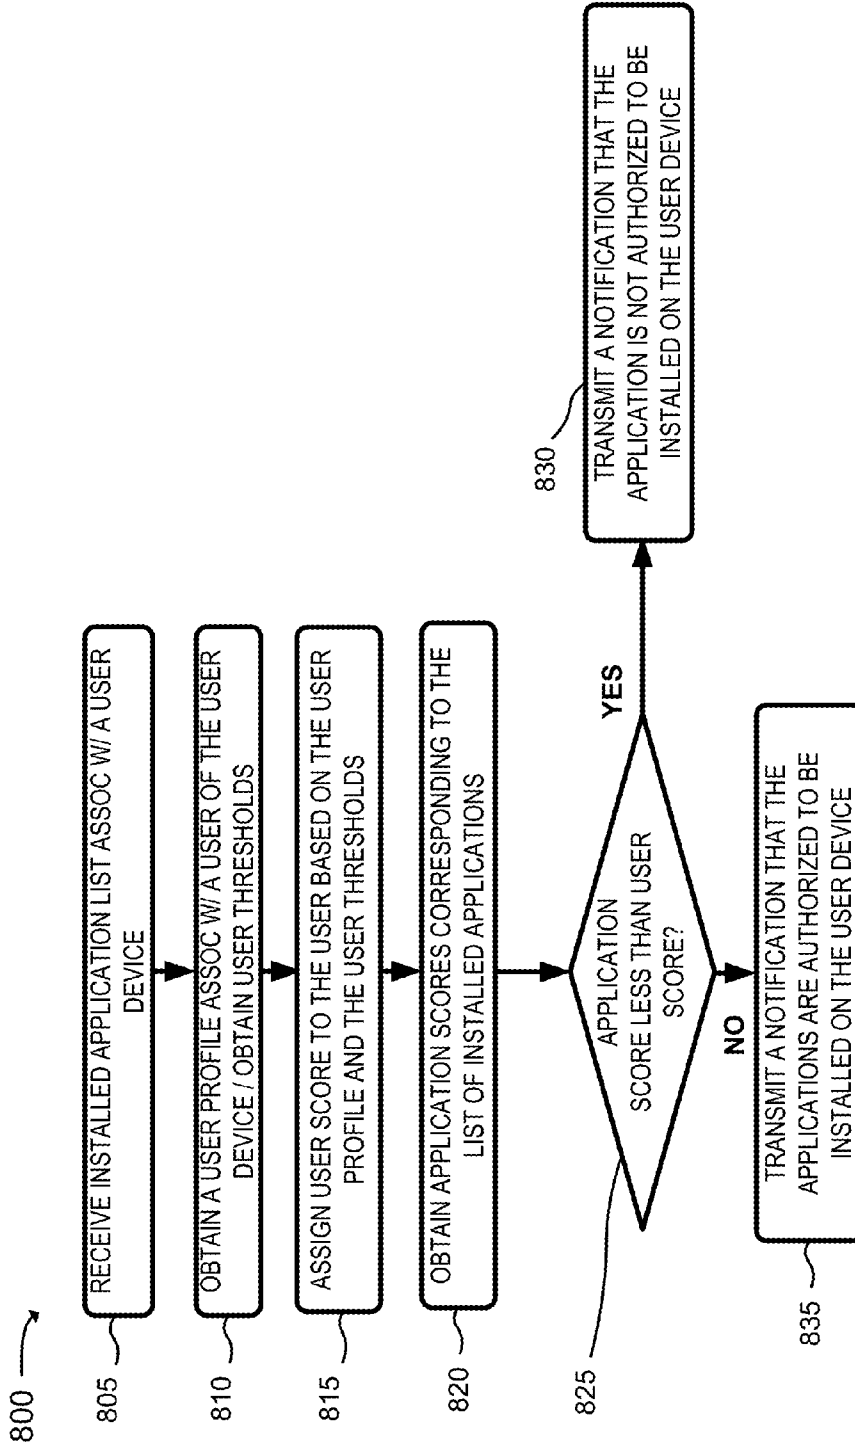 800
805
RECEIVE INSTALLED APPLICATION LIST ASSOC W/ A USER
DEVICE
810
OBTAIN A USER PROFILE ASSOC W/ A USER OF THE USER
DEVICE / OBTAIN USER THRESHOLDS
815
ASSIGN USER SCORE TO THE USER BASED ON THE USER
PROFILE AND THE USER THRESHOLDS
820
OBTAIN APPLICATION SCORES CORRESPONDING TO THE
LIST OF INSTALLED APPLICATIONS
825
APPLICATION
SCORE LESS THAN USER
SCORE?
YES
830
TRANSMIT A NOTIFICATION THAT THE
APPLICATION IS NOT AUTHORIZED TO BE
INSTALLED ON THE USER DEVICE
NO
835
TRANSMIT A NOTIFICATION THAT THE
APPLICATIONS ARE AUTHORIZED TO BE
INSTALLED ON THE USER DEVICE